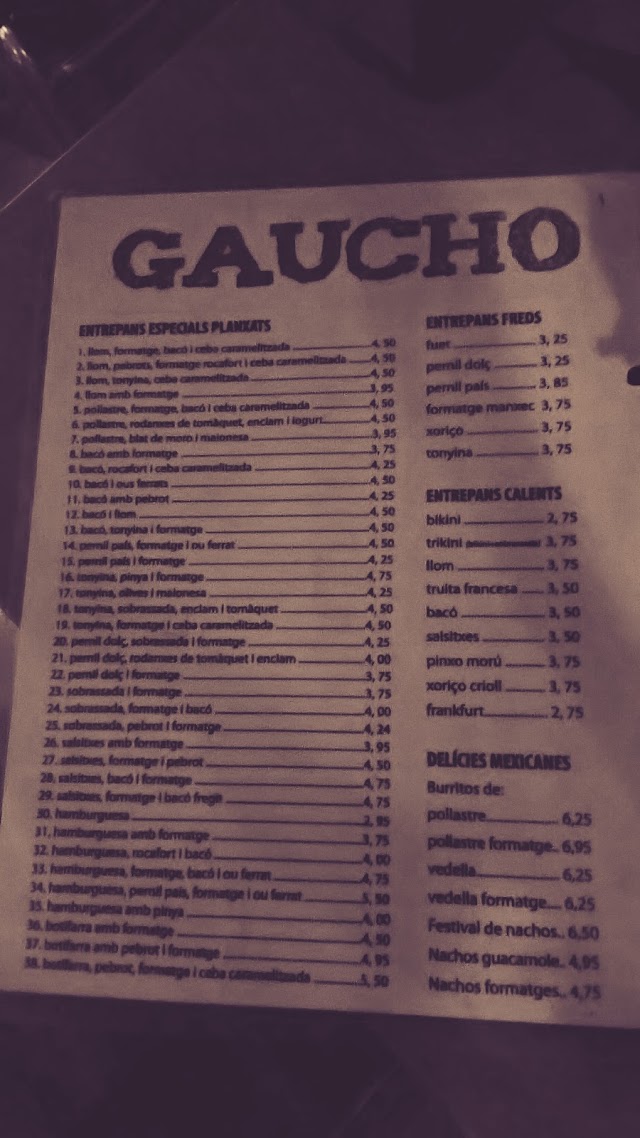 GAUCHO
ENTREPANS ESPECIALS PLANXATS
1. llom, formatge, bacó i ceba caramelitzada 4, 50
2. llom, pebrots, formatge rocafort i ceba caramelitzada 4, 50
3. llom, tonyina, ceba caramelitzada 4, 50
4. llom amb formatge 3, 95
5. pollastre, formatge, bacó i ceba caramelitzada 4, 50
6. pollastre, rodanxes de tomàquet, enciam i iogurt 4, 50
7. pollastre, blat de moro i maionesa 3, 95
8. bacó amb formatge 3, 75
9. bacó, rocafort i ceba caramelitzada 4, 25
10. bacó i ous ferrats 4, 50
11. bacó amb pebrot 4, 25
12. bacó i llom 4, 50
13. bacó, tonyina i formatge 4, 50
14. pernil país, formatge i ou ferrat 4, 50
15. pernil país i formatge 4, 25
16. tonyina, pinya i formatge 4, 75
17. tonyina, olives i maionesa 4, 25
18. tonyina, sobrassada, enciam i tomàquet 4, 50
19. tonyina, formatge i ceba caramelitzada 4, 50
20. pernil dolç, sobrassada i formatge 4, 25
21. pernil dolç, rodanxes de tomàquet i enciam 4, 00
22. pernil dolç i formatge 3, 75
23. sobrassada i formatge 3, 75
24. sobrassada, formatge i bacó 4, 00
25. sobrassada, pebrot i formatge 4, 24
26. salsitxes amb formatge 3, 95
27. salsitxes, formatge i pebrot 4, 50
28. salsitxes, bacó i formatge 4, 75
29. salsitxes, formatge i bacó fregit 4, 75
30. hamburguesa 2, 95
31. hamburguesa amb formatge 3, 75
32. hamburguesa, rocafort i bacó 4, 00
33. hamburguesa, formatge, bacó i ou ferrat 4, 75
34. hamburguesa, pernil país, formatge i ou ferrat 5, 50
35. hamburguesa amb pinya 4, 00
36. botifarra amb formatge 4, 50
37. botifarra amb pebrot i formatge 4, 95
38. botifarra, pebrot, formatge i ceba caramelitzada 5, 50
ENTREPANS FREDS
fuet 3, 25
pernil dolç 3, 25
pernil país 3, 85
formatge manxec 3, 75
xoriço 3, 75
tonyina 3, 75
ENTREPANS CALENTS
bikini 2, 75
trikini 3, 75
llom 3, 75
truita francesa 3, 50
bacó 3, 50
salsitxes 3, 50
pinxo morú 3, 75
xoriço crioll 3, 75
frankfurt 2, 75
DELÍCIES MEXICANES
Burritos de:
pollastre 6,25
pollastre formatge.. 6,95
vedella 6,25
vedella formatge 6,25
Festival de nachos.. 6,50
Nachos guacamole.. 4,95
Nachos formatges.. 4,75